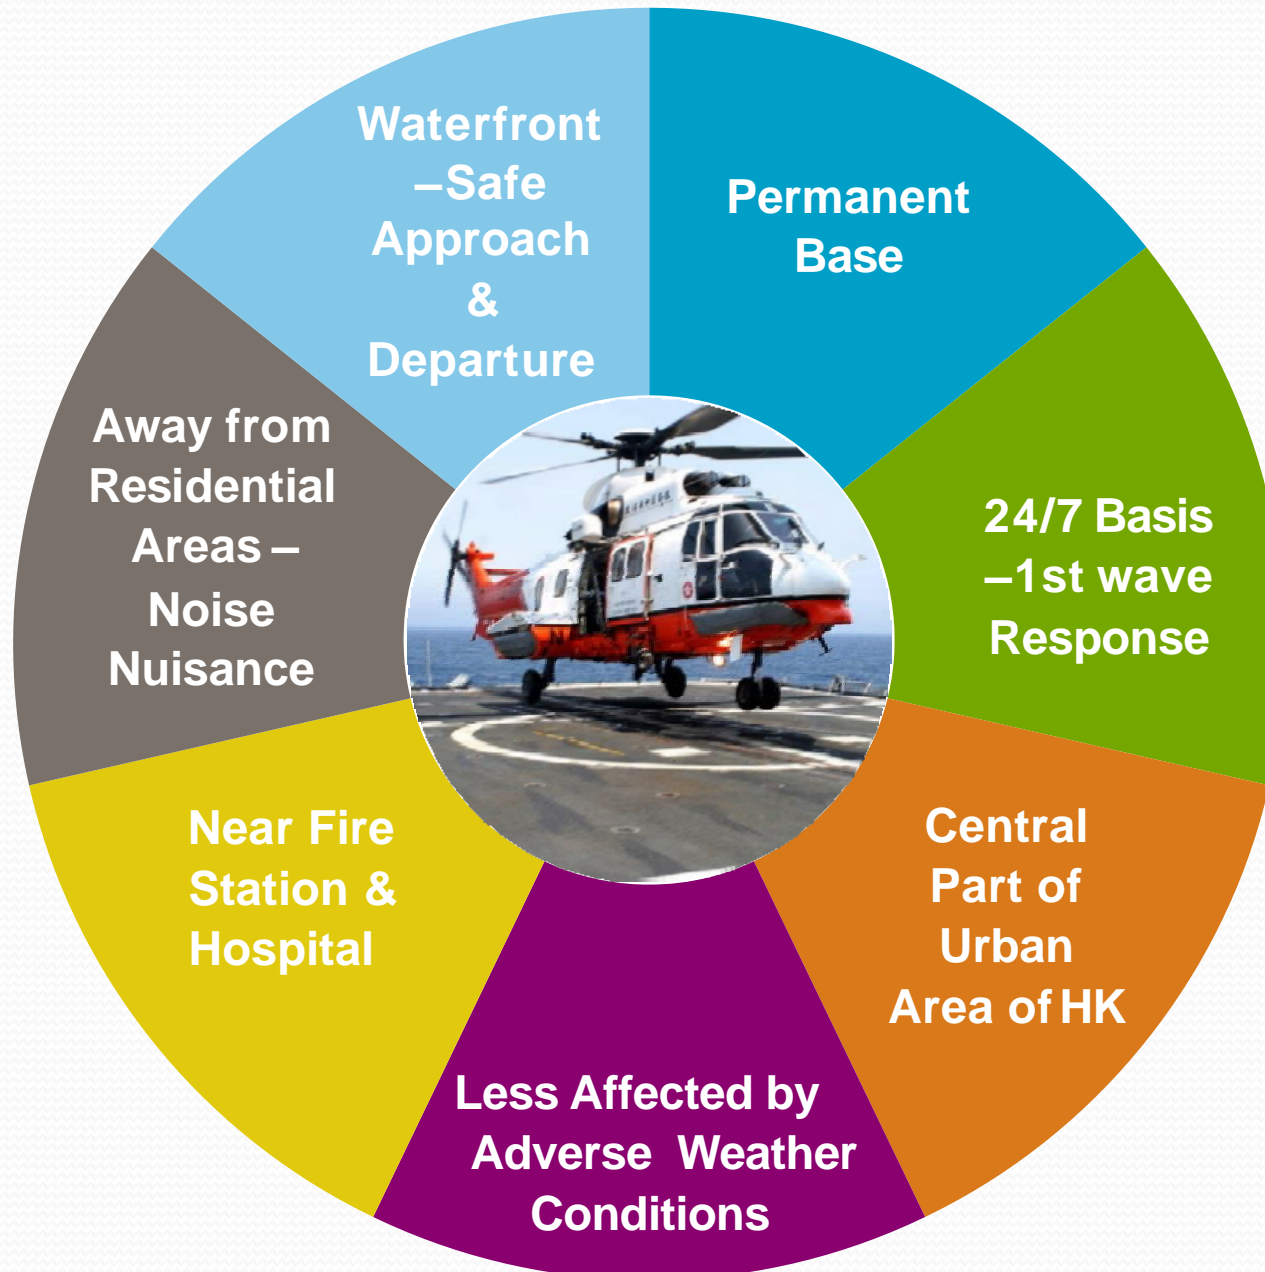 Permanent
Base
24/7 Basis
–1st wave
Response
Central
Part of
Urban
Area of HK
Less Affected by
Adverse Weather
Conditions
Near Fire
Station &
Hospital
Away from
Residential
Areas –
Noise
Nuisance
Waterfront
–Safe
Approach
&
Departure